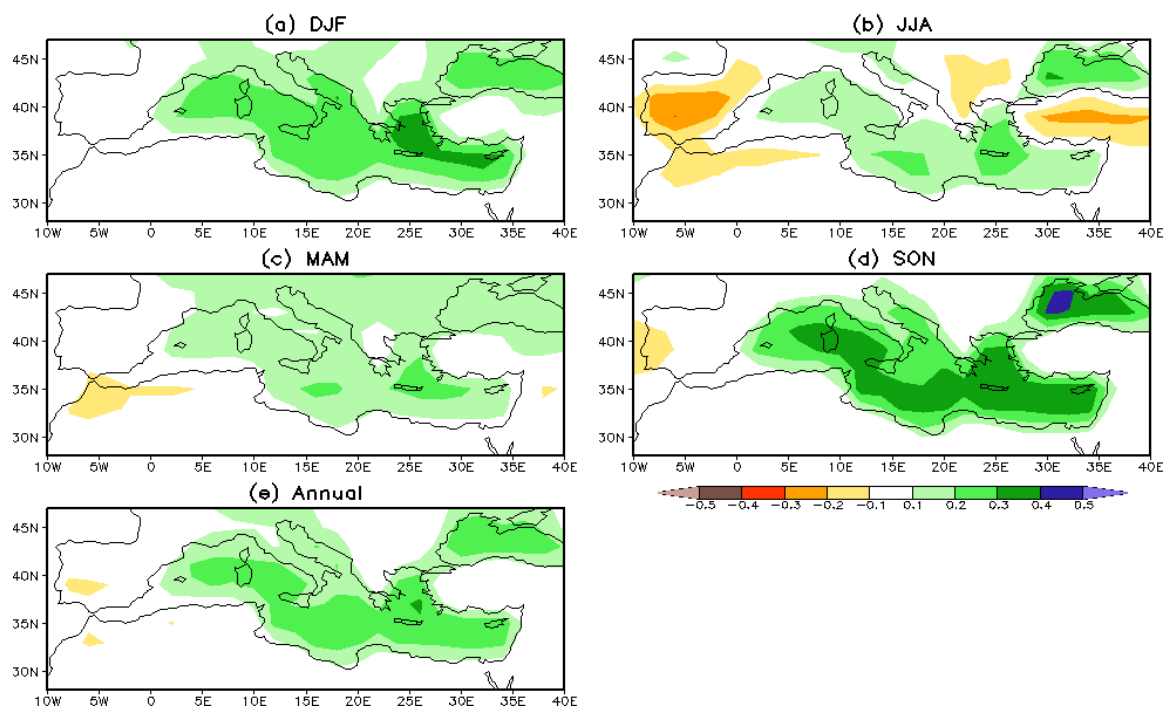 (a) DJF
45N
40N
35N
30N
10W 5W 0 5E 10E 15E 20E 25E 30E 35E 40E
(b) JJA
45N
40N
35N
30N
10W 5W 0 5E 10E 15E 20E 25E 30E 35E 40E
(c) MAM
45N
40N
35N
30N
10W 5W 0 5E 10E 15E 20E 25E 30E 35E 40E
(d) SON
45N
40N
35N
30N
10W 5W 0 5E 10E 15E 20E 25E 30E 35E 40E
-0.5 -0.4 -0.3 -0.2 -0.1 0.1 0.2 0.3 0.4 0.5
(e) Annual
45N
40N
35N
30N
10W 5W 0 5E 10E 15E 20E 25E 30E 35E 40E